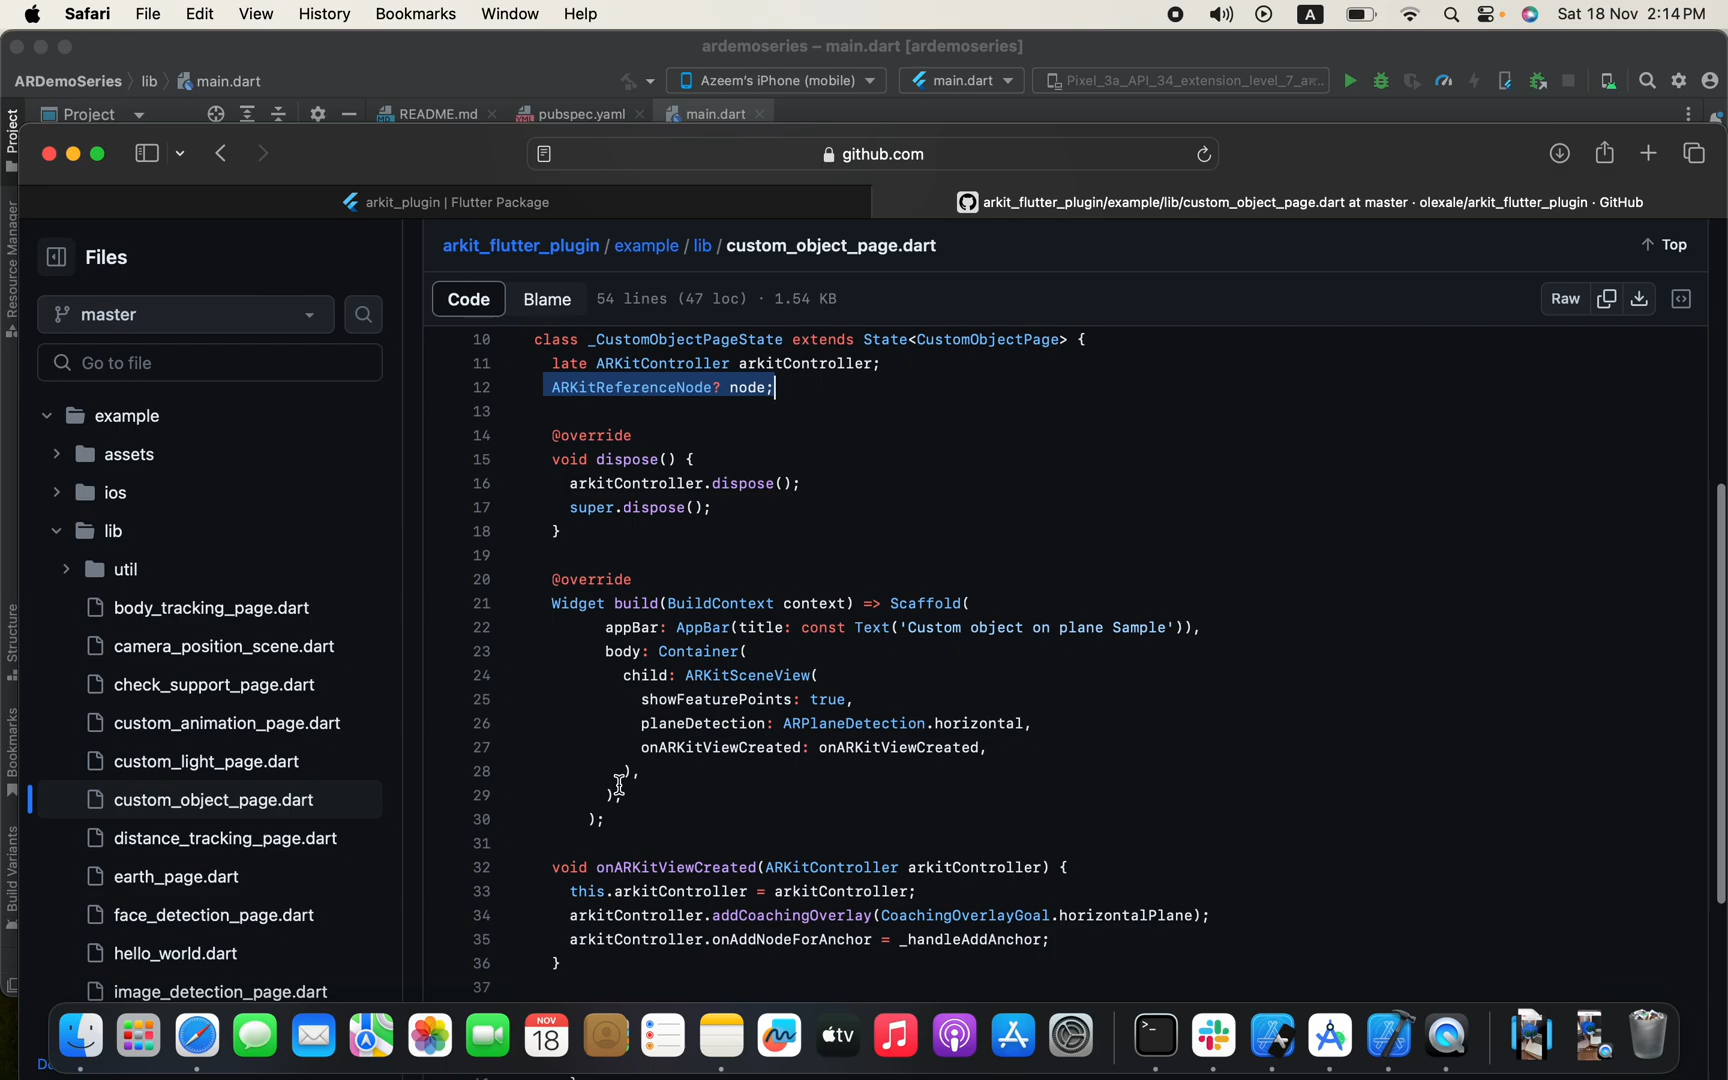 Safari File Edit View History Bookmarks Window Help A Sat 18 Nov 2:14 PM
ardemoseries – main.dart [ardemoseries]
ARDemoSeries lib main.dart Azeem's iPhone (mobile) main.dart Pixel_3a_API_34_extension_level_7_ar...
Project README.md pubspec.yaml main.dart
Project
Resource Manager
Structure
Bookmarks
Build Variants
github.com
arkit_plugin | Flutter Package
arkit_flutter_plugin/example/lib/custom_object_page.dart at master · olexale/arkit_flutter_plugin · GitHub
Files
master
Go to file
example
assets
ios
lib
util
body_tracking_page.dart
camera_position_scene.dart
check_support_page.dart
custom_animation_page.dart
custom_light_page.dart
custom_object_page.dart
distance_tracking_page.dart
earth_page.dart
face_detection_page.dart
hello_world.dart
image_detection_page.dart
arkit_flutter_plugin / example / lib / custom_object_page.dart
↑ Top
Code Blame 54 lines (47 loc) · 1.54 KB Raw
10 class _CustomObjectPageState extends State<CustomObjectPage> {
11 late ARKitController arkitController;
12 ARKitReferenceNode? node;
13
14 @override
15 void dispose() {
16 arkitController.dispose();
17 super.dispose();
18 }
19
20 @override
21 Widget build(BuildContext context) => Scaffold(
22 appBar: AppBar(title: const Text('Custom object on plane Sample')),
23 body: Container(
24 child: ARKitSceneView(
25 showFeaturePoints: true,
26 planeDetection: ARPlaneDetection.horizontal,
27 onARKitViewCreated: onARKitViewCreated,
28 ),
29 ),
30 );
31
32 void onARKitViewCreated(ARKitController arkitController) {
33 this.arkitController = arkitController;
34 arkitController.addCoachingOverlay(CoachingOverlayGoal.horizontalPlane);
35 arkitController.onAddNodeForAnchor = _handleAddAnchor;
36 }
37
NOV
18
tv